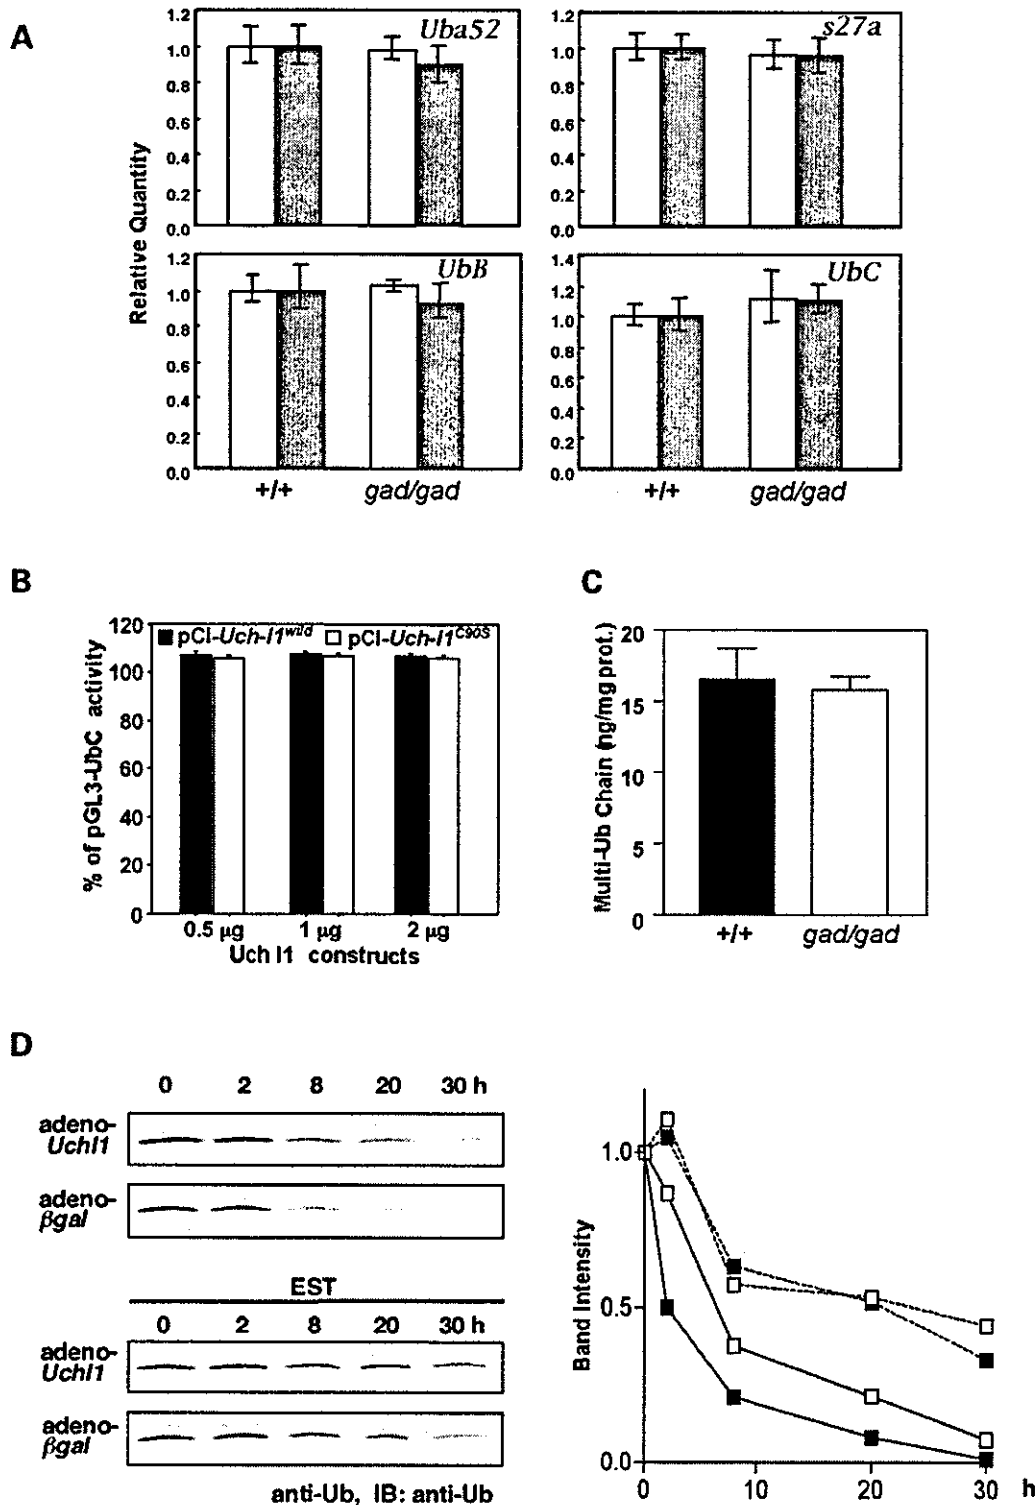 A
Uba52
s27a
1.2
1.0
0.8
0.6
0.4
0.2
0.0
1.2
1.0
0.8
0.6
0.4
0.2
0.0
Relative Quantity
UbB
UbC
1.2
1.0
0.8
0.6
0.4
0.2
0.0
1.4
1.2
1.0
0.8
0.6
0.4
0.2
0.0
+/+ gad/gad
+/+ gad/gad
B
120
100
80
60
40
20
0
% of pGL3-UbC activity
pCI-Uch-l1wild pCI-Uch-l1C90S
0.5 µg 1 µg 2 µg
Uch l1 constructs
C
20
15
10
5
0
Multi-Ub Chain (ng/mg prot.)
+/+ gad/gad
D
0 2 8 20 30 h
adeno-
Uchl1
adeno-
βgal
EST
0 2 8 20 30 h
adeno-
Uchl1
adeno-
βgal
anti-Ub, IB: anti-Ub
1.0
0.5
0.0
Band Intensity
0 10 20 30 h